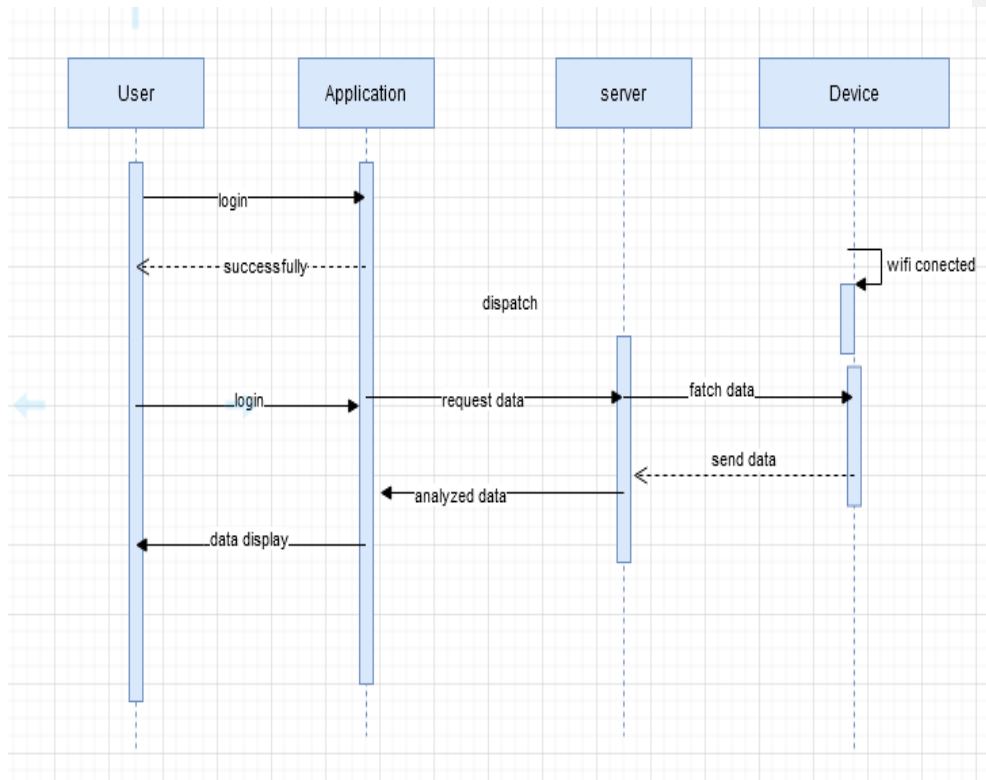 User
Application
server
Device
login
successfully
wifi conected
dispatch
login
request data
fatch data
send data
analyzed data
data display